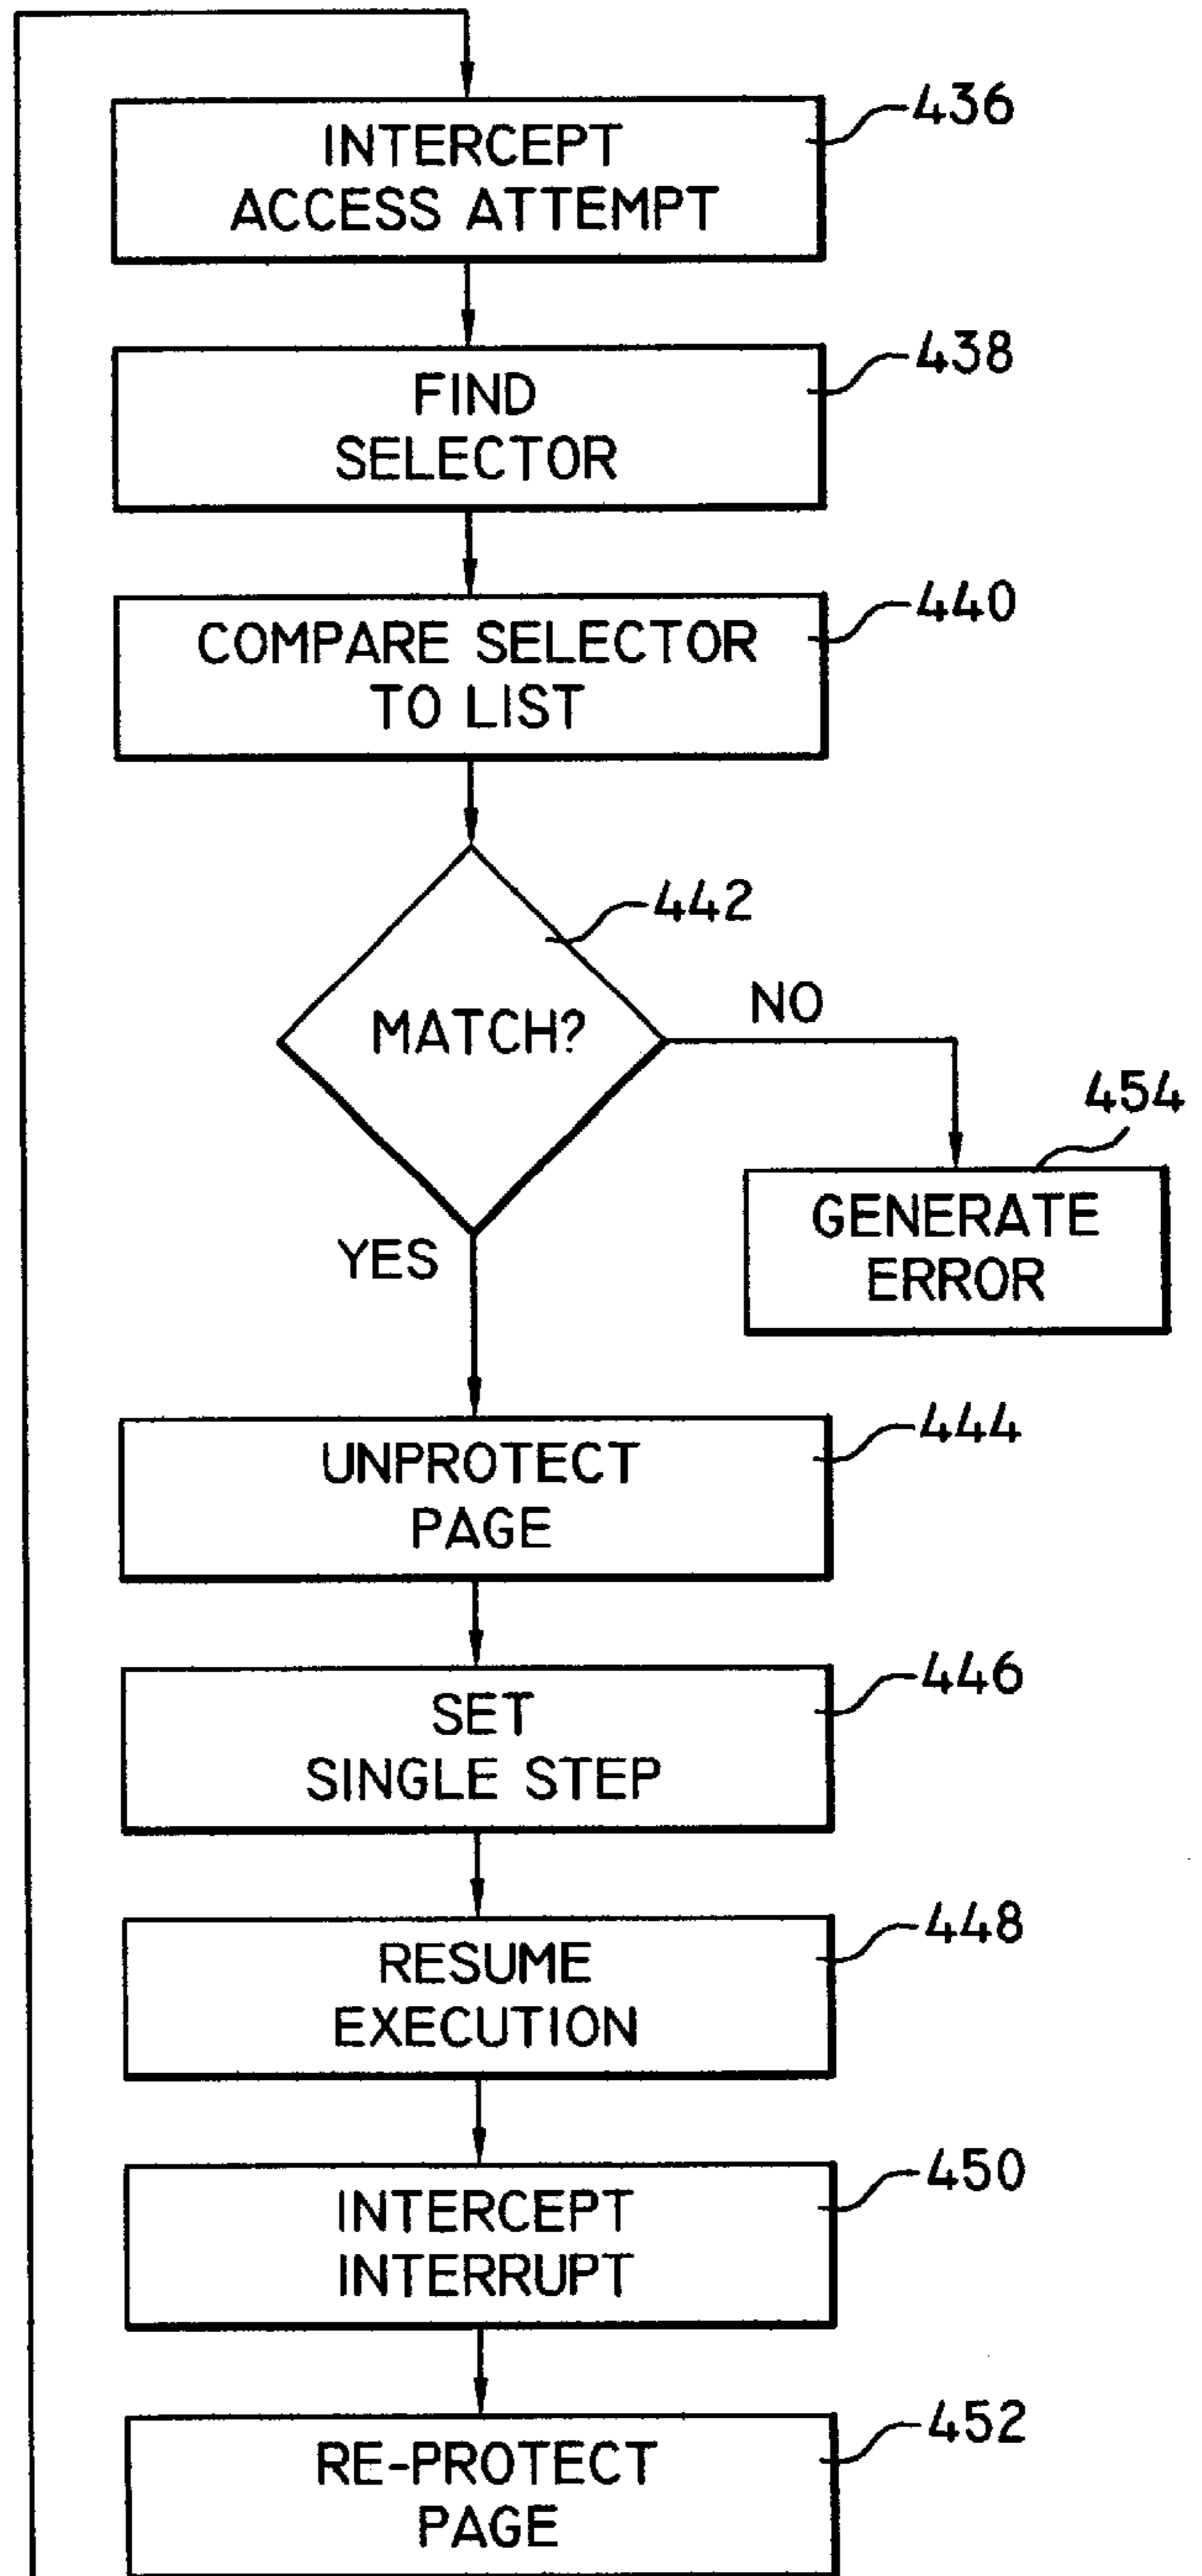 INTERCEPT
ACCESS ATTEMPT
436
FIND
SELECTOR
438
COMPARE SELECTOR
TO LIST
440
MATCH?
442
NO
454
GENERATE
ERROR
YES
UNPROTECT
PAGE
444
SET
SINGLE STEP
446
RESUME
EXECUTION
448
INTERCEPT
INTERRUPT
450
RE-PROTECT
PAGE
452